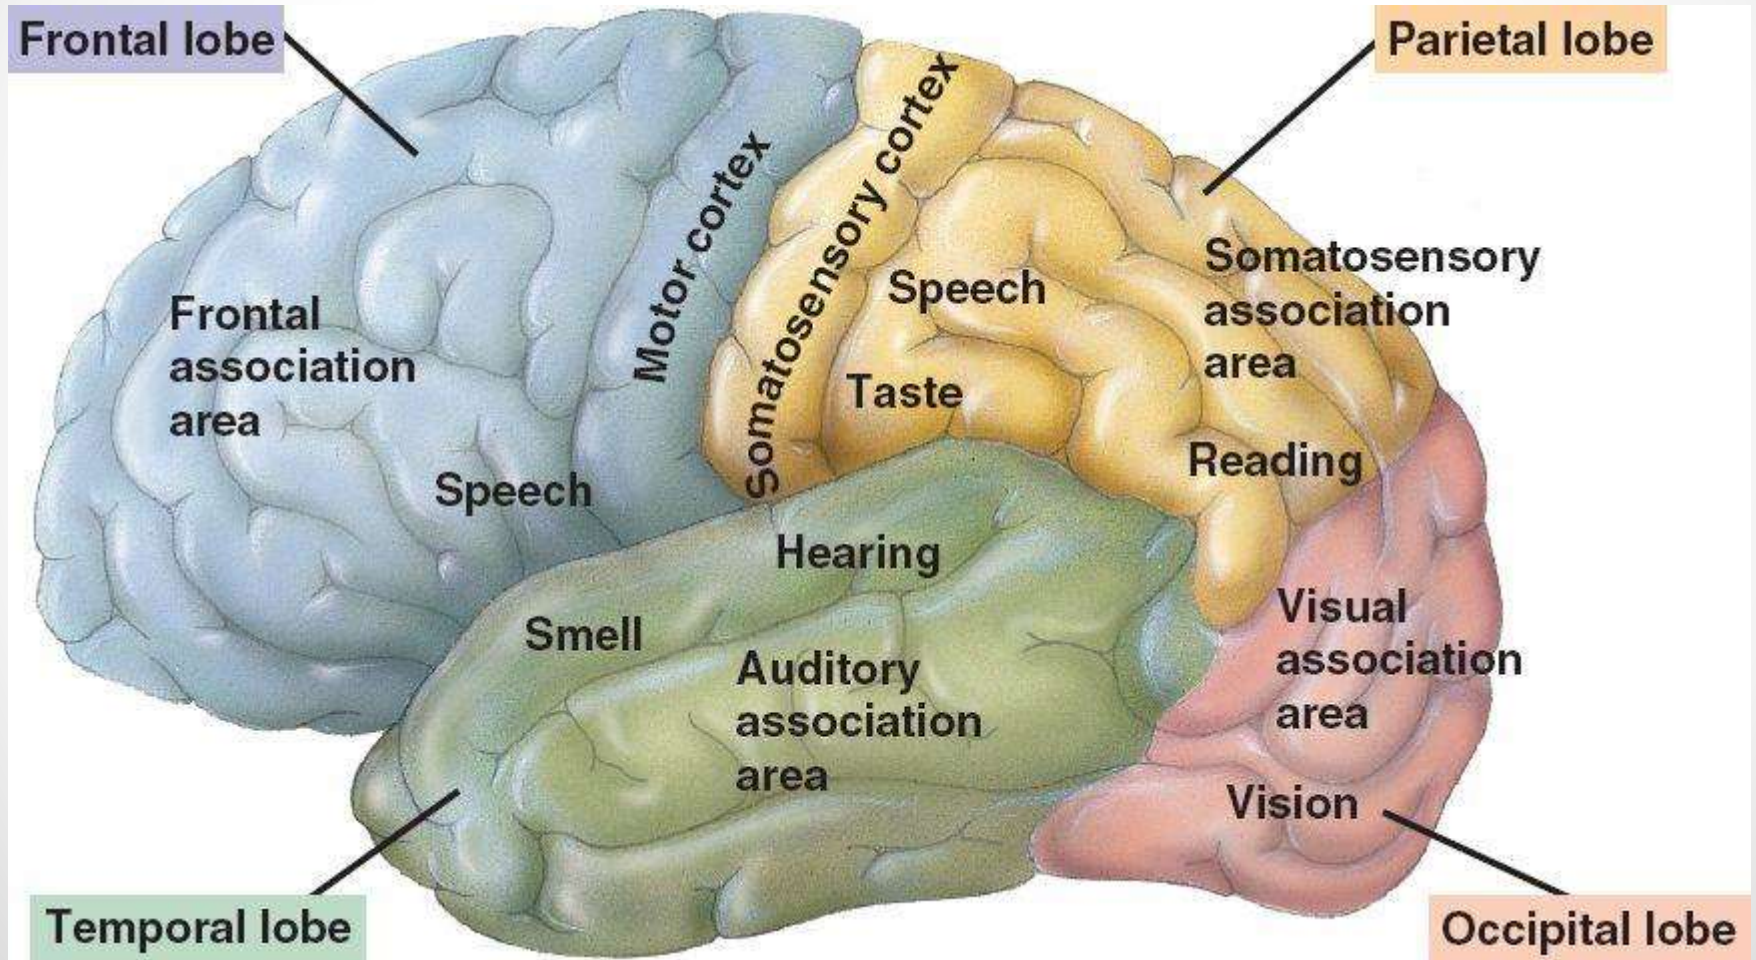 Frontal lobe
Parietal lobe
Motor cortex
Somatosensory cortex
Frontal
association
area
Speech
Speech
Taste
Somatosensory
association
area
Reading
Hearing
Smell
Auditory
association
area
Visual
association
area
Vision
Temporal lobe
Occipital lobe